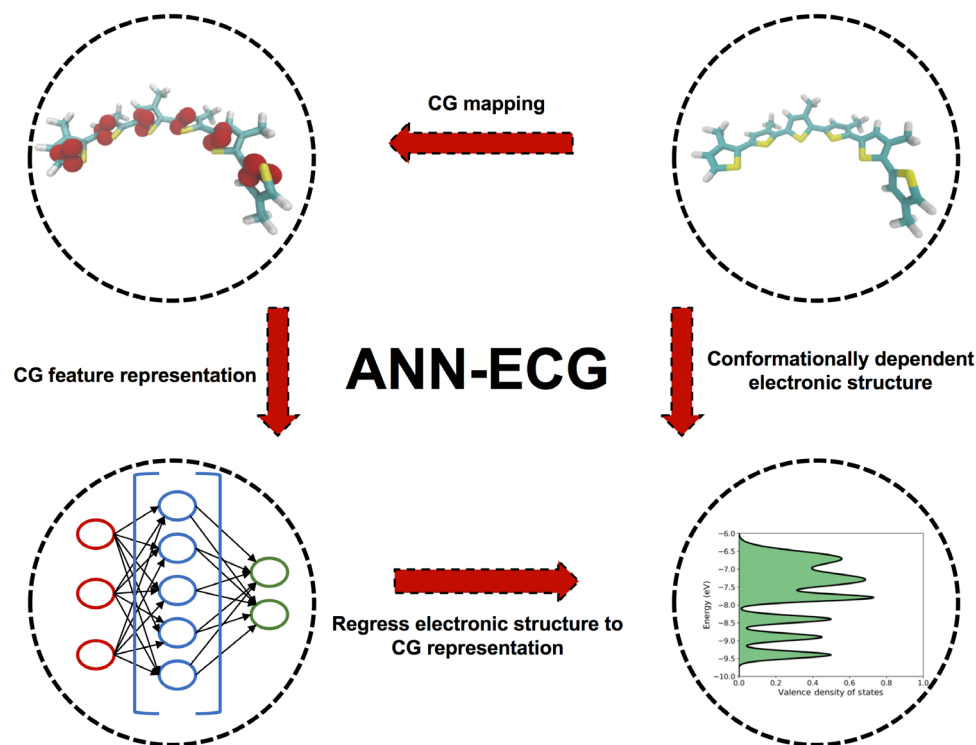 CG mapping
CG feature representation
ANN-ECG
Conformationally dependent
electronic structure
Regress electronic structure to
CG representation
Energy (eV)
−6.0
−6.5
−7.0
−7.5
−8.0
−8.5
−9.0
−9.5
−10.0
0.0 0.2 0.4 0.6 0.8 1.0
Valence density of states